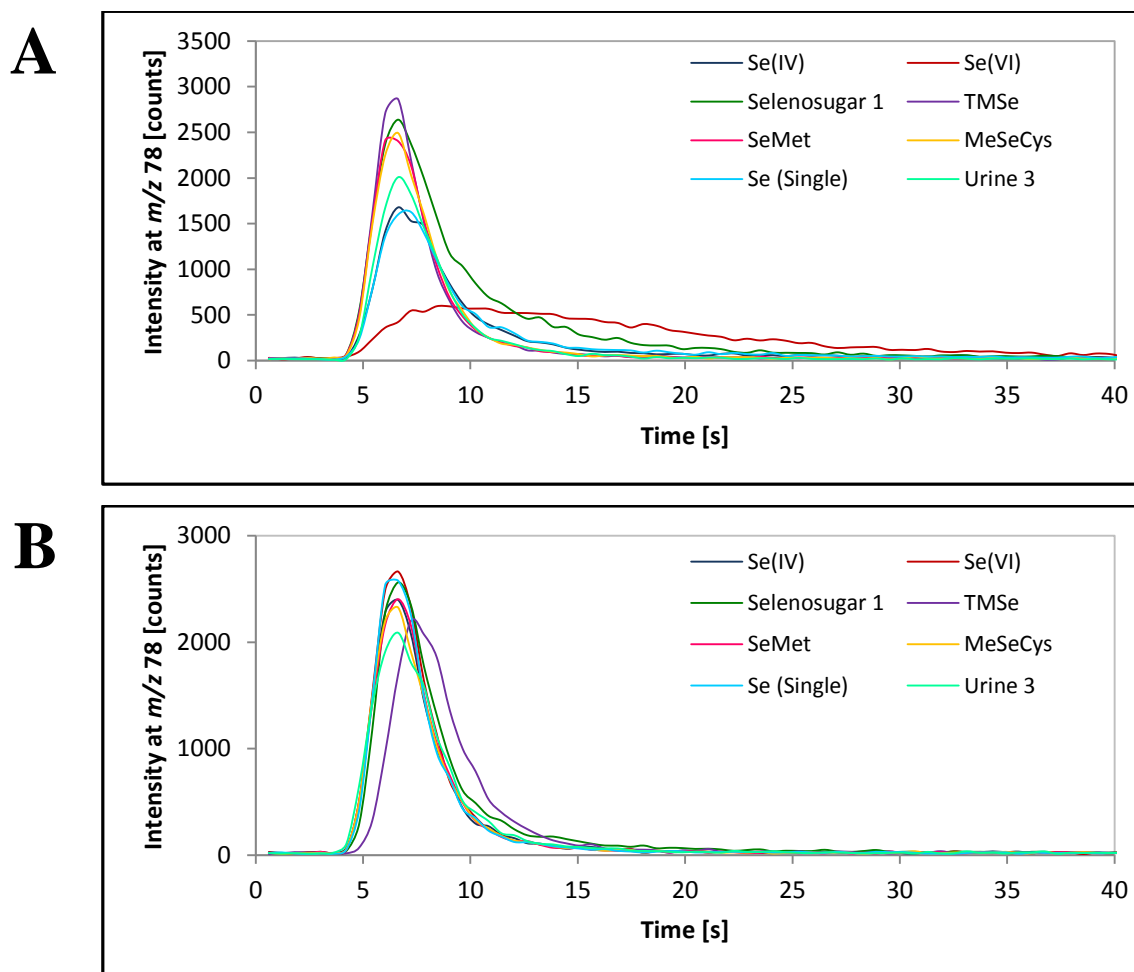 A
3500
3000
2500
2000
1500
1000
500
0
Intensity at m/z 78 [counts]
Se(IV) Se(VI)
Selenosugar 1 TMSe
SeMet MeSeCys
Se (Single) Urine 3
0 5 10 15 20 25 30 35 40
Time [s]
B
3000
2000
1000
0
Intensity at m/z 78 [counts]
Se(IV) Se(VI)
Selenosugar 1 TMSe
SeMet MeSeCys
Se (Single) Urine 3
0 5 10 15 20 25 30 35 40
Time [s]